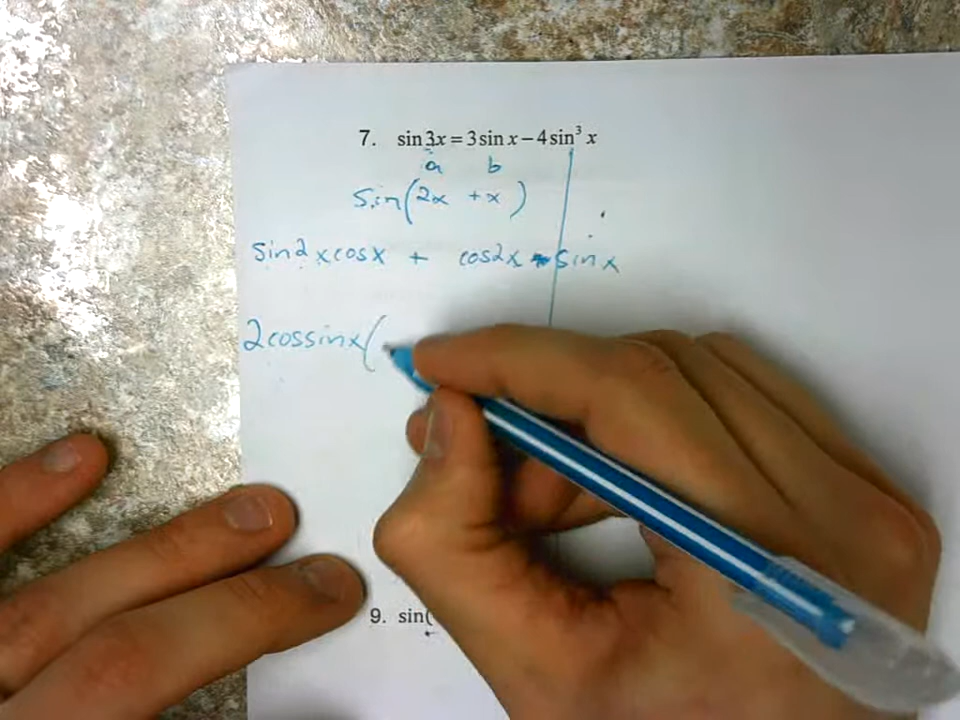 7. sin 3x = 3 sin x − 4 sin³ x
a b
sin(2x + x)
sin2xcosx + cos2x sinx
2cossinx(
9. sin(